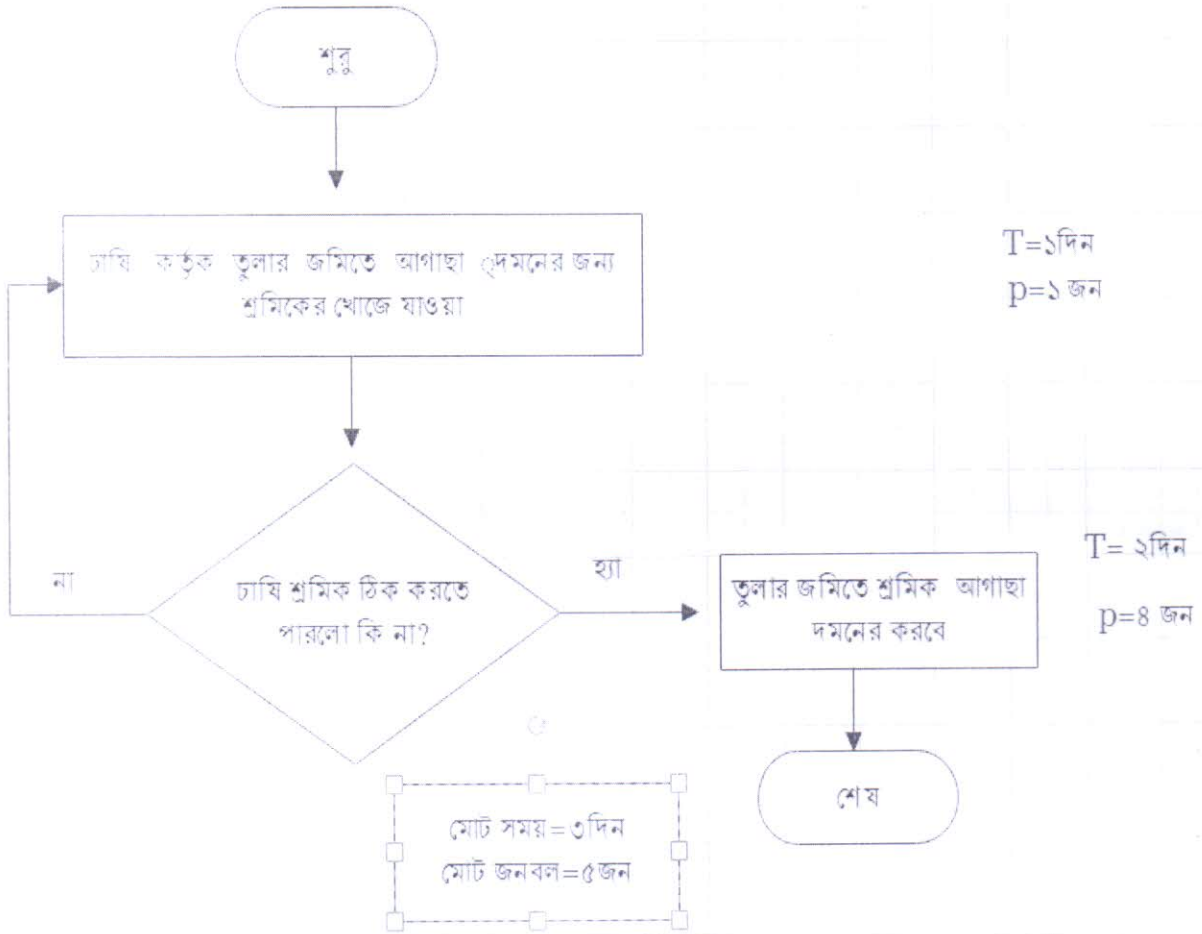 শুরু
চাষি কর্তৃক তুলার জমিতে আগাছা ্দমনের জন্য
শ্রমিকের খোজে যাওয়া
T=১দিন
p=১ জন
চাষি শ্রমিক ঠিক করতে
পারলো কি না?
না
হ্যা
তুলার জমিতে শ্রমিক আগাছা
দমনের করবে
T= ২দিন
p=৪ জন
শেষ
মোট সময়=৩দিন
মোট জনবল=৫জন